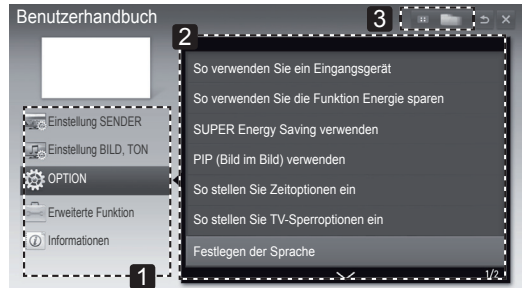 Benutzerhandbuch
3
2
So verwenden Sie ein Eingangsgerät
So verwenden Sie die Funktion Energie sparen
SUPER Energy Saving verwenden
PIP (Bild im Bild) verwenden
So stellen Sie Zeitoptionen ein
So stellen Sie TV-Sperroptionen ein
Festlegen der Sprache
1/2
Einstellung SENDER
Einstellung BILD, TON
OPTION
Erweiterte Funktion
Informationen
1